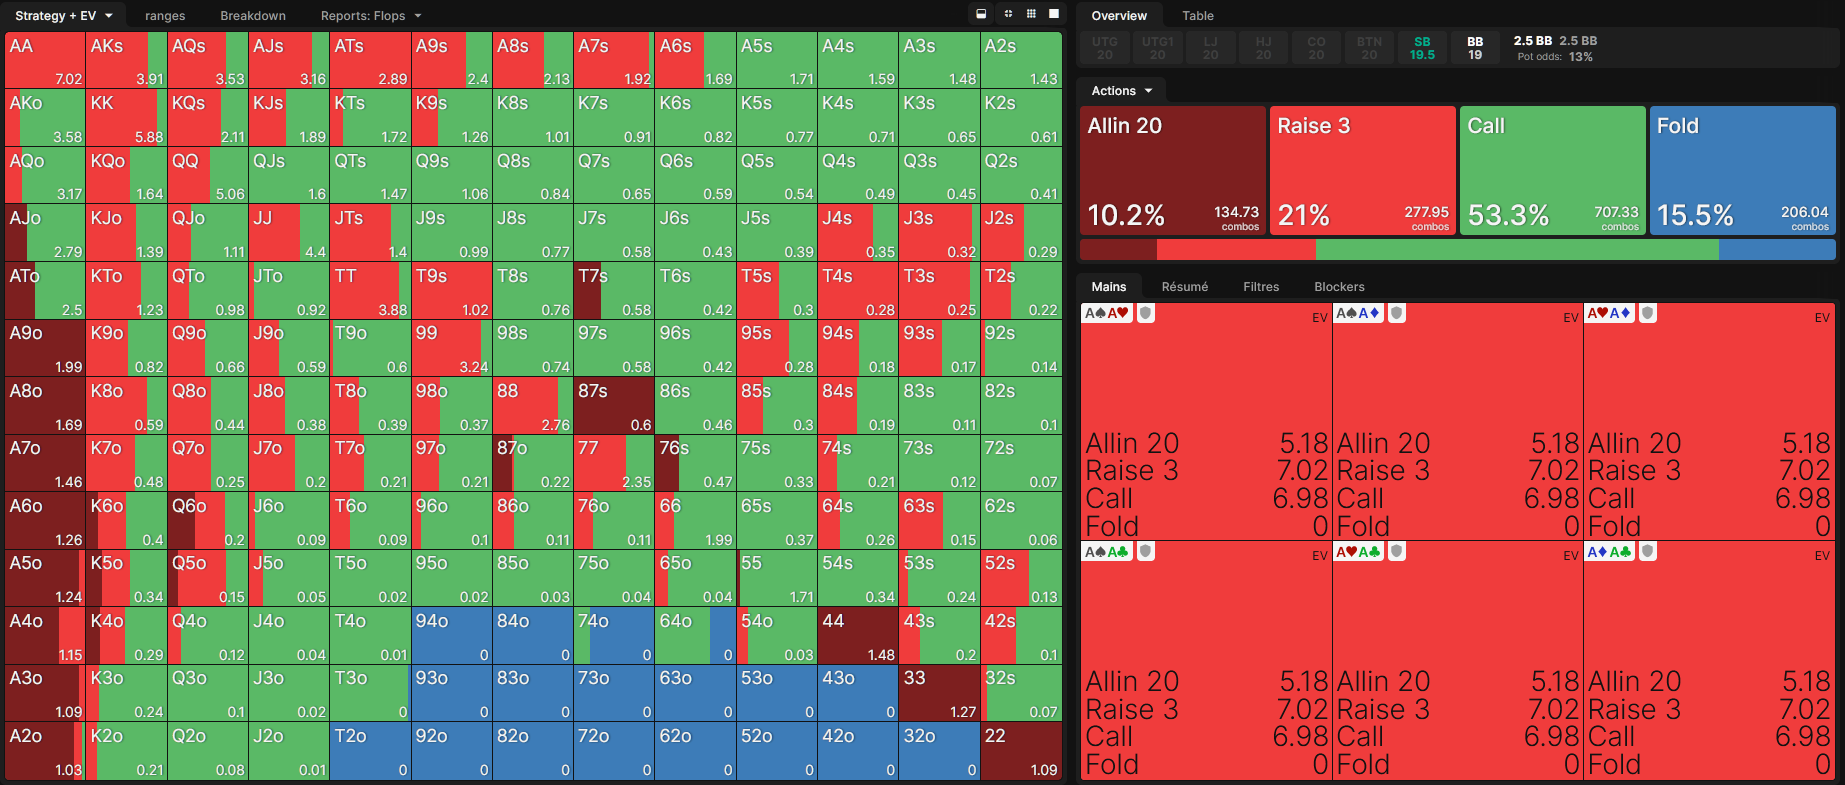 Strategy + EV ranges Breakdown Reports: Flops
AA AKs AQs AJs ATs A9s A8s A7s A6s A5s A4s A3s A2s
7.02 3.91 3.53 3.16 2.89 2.4 2.13 1.92 1.69 1.71 1.59 1.48 1.43
AKo KK KQs KJs KTs K9s K8s K7s K6s K5s K4s K3s K2s
3.58 5.88 2.11 1.89 1.72 1.26 1.01 0.91 0.82 0.77 0.71 0.65 0.61
AQo KQo QQ QJs QTs Q9s Q8s Q7s Q6s Q5s Q4s Q3s Q2s
3.17 1.64 5.06 1.6 1.47 1.06 0.84 0.65 0.59 0.54 0.49 0.45 0.41
AJo KJo QJo JJ JTs J9s J8s J7s J6s J5s J4s J3s J2s
2.79 1.39 1.11 4.4 1.4 0.99 0.77 0.58 0.43 0.39 0.35 0.32 0.29
ATo KTo QTo JTo TT T9s T8s T7s T6s T5s T4s T3s T2s
2.5 1.23 0.98 0.92 3.88 1.02 0.76 0.58 0.42 0.3 0.28 0.25 0.22
A9o K9o Q9o J9o T9o 99 98s 97s 96s 95s 94s 93s 92s
1.99 0.82 0.66 0.59 0.6 3.24 0.74 0.58 0.42 0.28 0.18 0.17 0.14
A8o K8o Q8o J8o T8o 98o 88 87s 86s 85s 84s 83s 82s
1.69 0.59 0.44 0.38 0.39 0.37 2.76 0.6 0.46 0.3 0.19 0.11 0.1
A7o K7o Q7o J7o T7o 97o 87o 77 76s 75s 74s 73s 72s
1.46 0.48 0.25 0.2 0.21 0.21 0.22 2.35 0.47 0.33 0.21 0.12 0.07
A6o K6o Q6o J6o T6o 96o 86o 76o 66 65s 64s 63s 62s
1.26 0.4 0.2 0.09 0.09 0.1 0.11 0.11 1.99 0.37 0.26 0.15 0.06
A5o K5o Q5o J5o T5o 95o 85o 75o 65o 55 54s 53s 52s
1.24 0.34 0.15 0.05 0.02 0.02 0.03 0.04 0.04 1.71 0.34 0.24 0.13
A4o K4o Q4o J4o T4o 94o 84o 74o 64o 54o 44 43s 42s
1.15 0.29 0.12 0.04 0.01 0 0 0 0 0.03 1.48 0.2 0.1
A3o K3o Q3o J3o T3o 93o 83o 73o 63o 53o 43o 33 32s
1.09 0.24 0.1 0.02 0 0 0 0 0 0 0 1.27 0.07
A2o K2o Q2o J2o T2o 92o 82o 72o 62o 52o 42o 32o 22
1.03 0.21 0.08 0.01 0 0 0 0 0 0 0 0 1.09
Overview Table
UTG UTG1 LJ HJ CO BTN SB BB 2.5 BB 2.5 BB
20 20 20 20 20 20 19.5 19 Pot odds: 13%
Actions
Allin 20 Raise 3 Call Fold
10.2% 134.73 combos 21% 277.95 combos 53.3% 707.33 combos 15.5% 206.04 combos
Mains Résumé Filtres Blockers
A♠A♥ EV A♠A♦ EV A♥A♦ EV
Allin 20 5.18 Allin 20 5.18 Allin 20 5.18
Raise 3 7.02 Raise 3 7.02 Raise 3 7.02
Call 6.98 Call 6.98 Call 6.98
Fold 0 Fold 0 Fold 0
A♠A♣ EV A♥A♣ EV A♦A♣ EV
Allin 20 5.18 Allin 20 5.18 Allin 20 5.18
Raise 3 7.02 Raise 3 7.02 Raise 3 7.02
Call 6.98 Call 6.98 Call 6.98
Fold 0 Fold 0 Fold 0